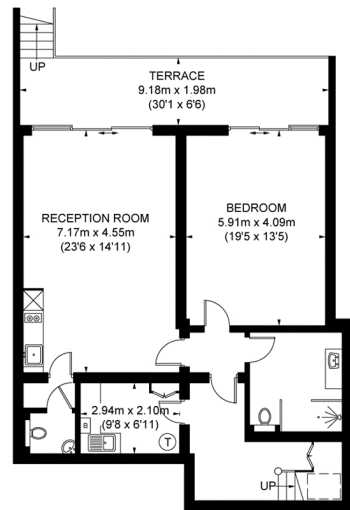 UP
TERRACE
9.18m x 1.98m
(30'1 x 6'6)
RECEPTION ROOM
7.17m x 4.55m
(23'6 x 14'11)
BEDROOM
5.91m x 4.09m
(19'5 x 13'5)
2.94m x 2.10m
(9'8 x 6'11)
B
T
UP